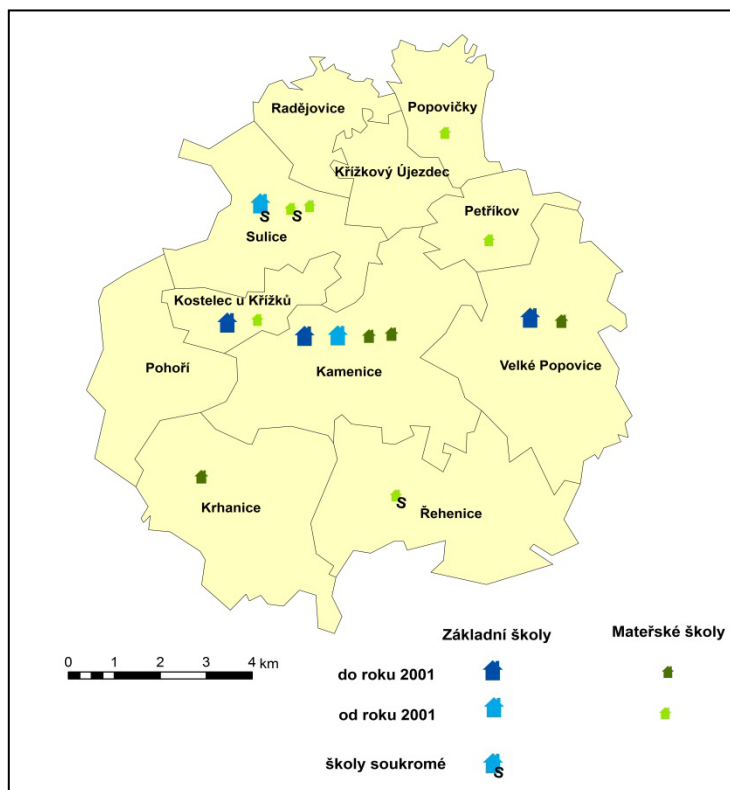 Radějovice
Popovičky
Křížkový Újezdec
Petříkov
S
S
Sulice
Kostelec u Křížků
Pohoří
Kamenice
Velké Popovice
Krhanice
S
Řehenice
Základní školy
Mateřské školy
0 1 2 3 4 km
do roku 2001
od roku 2001
školy soukromé
S